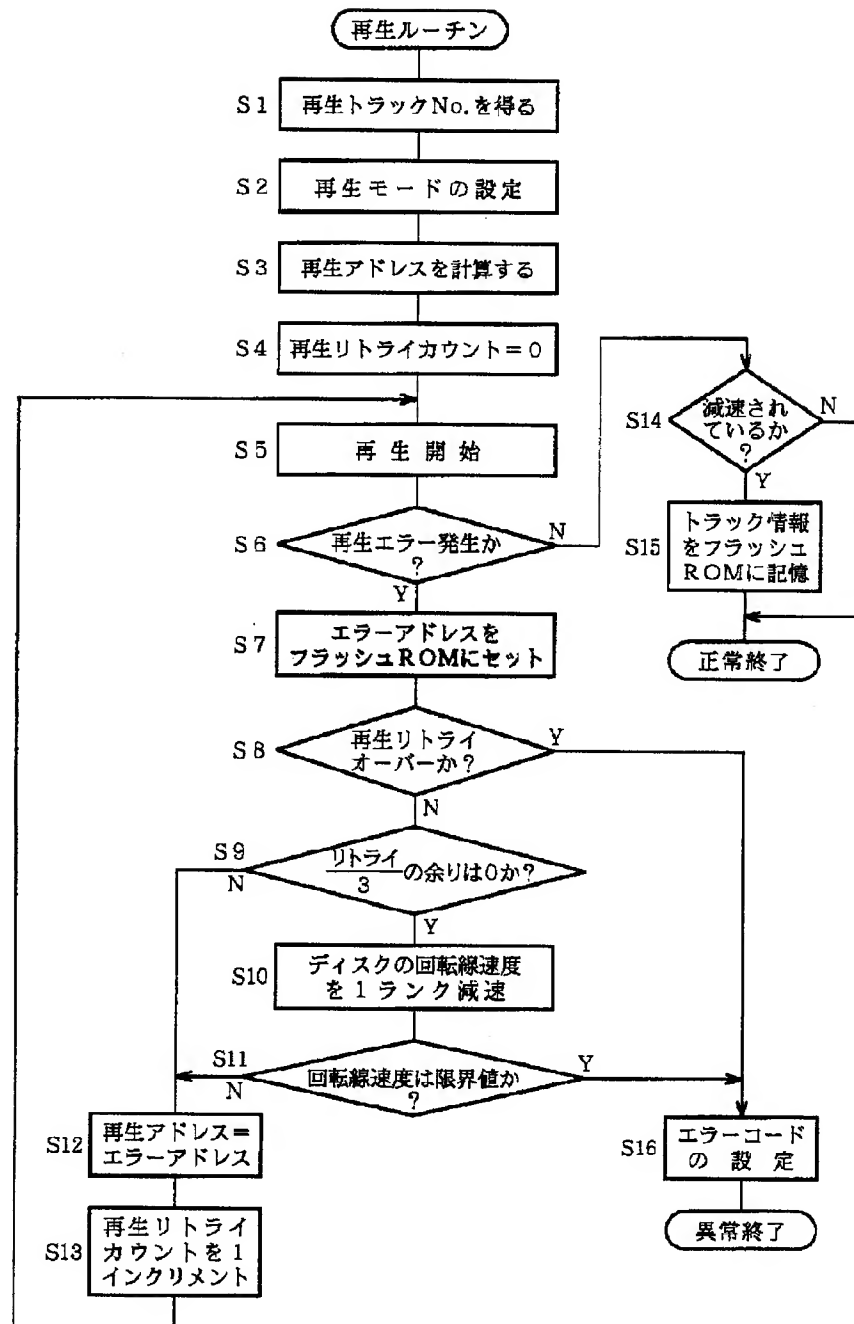 再生ルーチン
S1
再生トラックNo.を得る
S2
再生モードの設定
S3
再生アドレスを計算する
S4
再生リトライカウント=0
S5
再生開始
S6
再生エラー発生か
?
N
Y
S7
エラーアドレスを
フラッシュROMにセット
S8
再生リトライ
オーバーか?
Y
N
S9
リトライ
3
の余りは0か?
N
Y
S10
ディスクの回転線速度
を1ランク減速
S11
回転線速度は限界値か
?
N
Y
S12
再生アドレス=
エラーアドレス
S13
再生リトライ
カウントを1
インクリメント
S14
減速され
ているか
?
N
Y
S15
トラック情報
をフラッシュ
ROMに記憶
正常終了
S16
エラーコード
の設定
異常終了